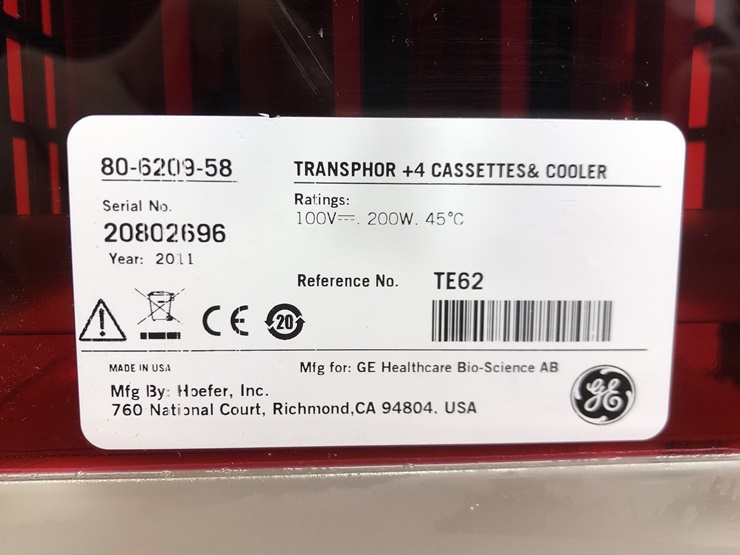 80-6209-58
TRANSPHOR +4 CASSETTES& COOLER
Serial No.
20802696
Year: 2011
Ratings:
100V⎓. 200W. 45°C
Reference No. TE62
CE
20
MADE IN USA
Mfg for: GE Healthcare Bio-Science AB
Mfg By: Hoefer, Inc.
760 National Court, Richmond,CA 94804. USA
GE